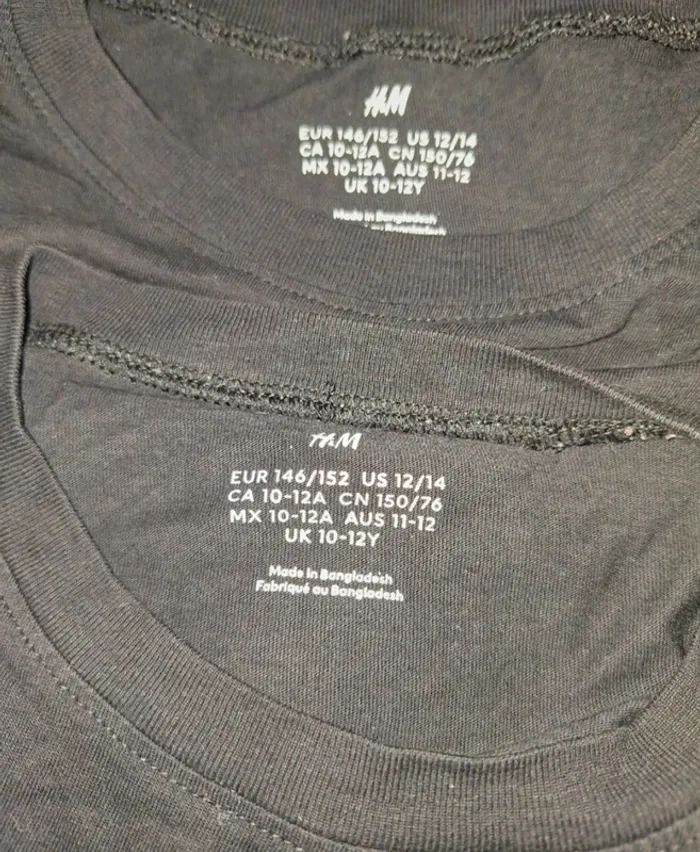 H&M
EUR 146/152 US 12/14
CA 10-12A CN 150/76
MX 10-12A AUS 11-12
UK 10-12Y
Made in Bangladesh
au Bangladesh
H&M
EUR 146/152 US 12/14
CA 10-12A CN 150/76
MX 10-12A AUS 11-12
UK 10-12Y
Made in Bangladesh
Fabriqué au Bangladesh